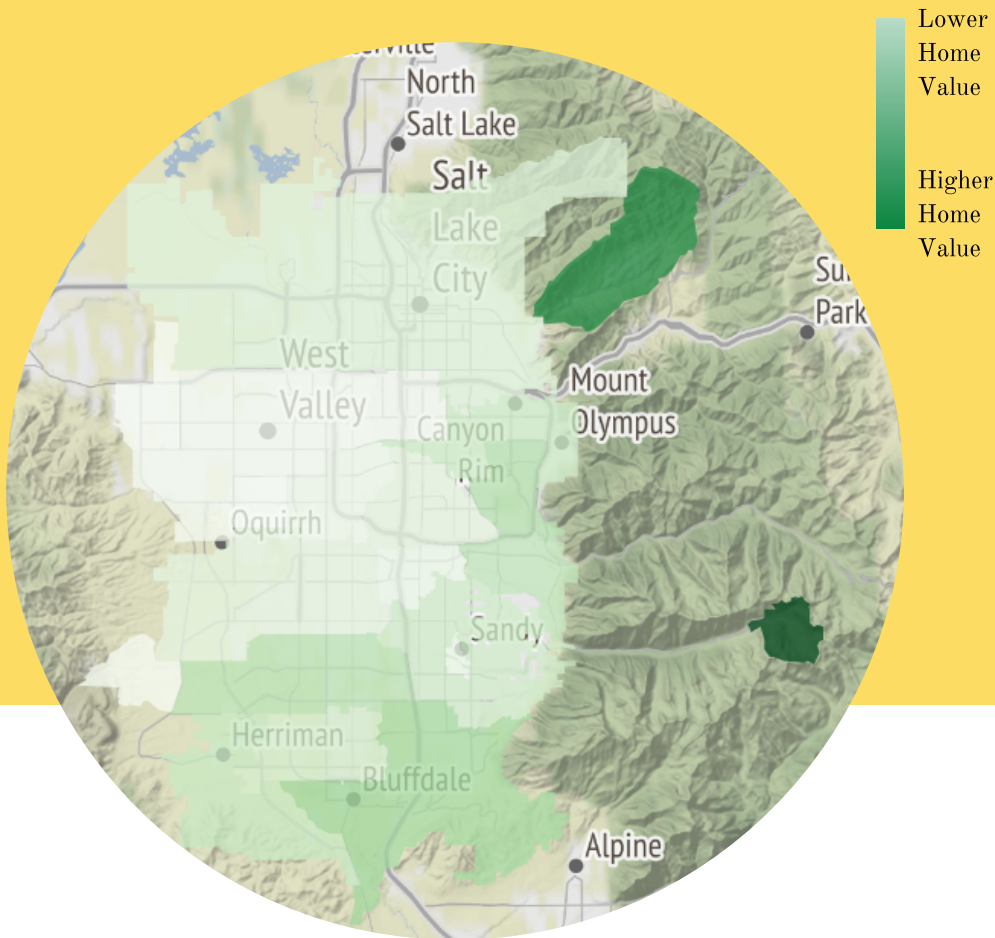 Lower
Home
Value
Higher
Home
Value
North
Salt Lake
Salt
Lake
City
Park
West
Valley
Mount
Olympus
Canyon
Rim
Oquirrh
Sandy
Herriman
Bluffdale
Alpine